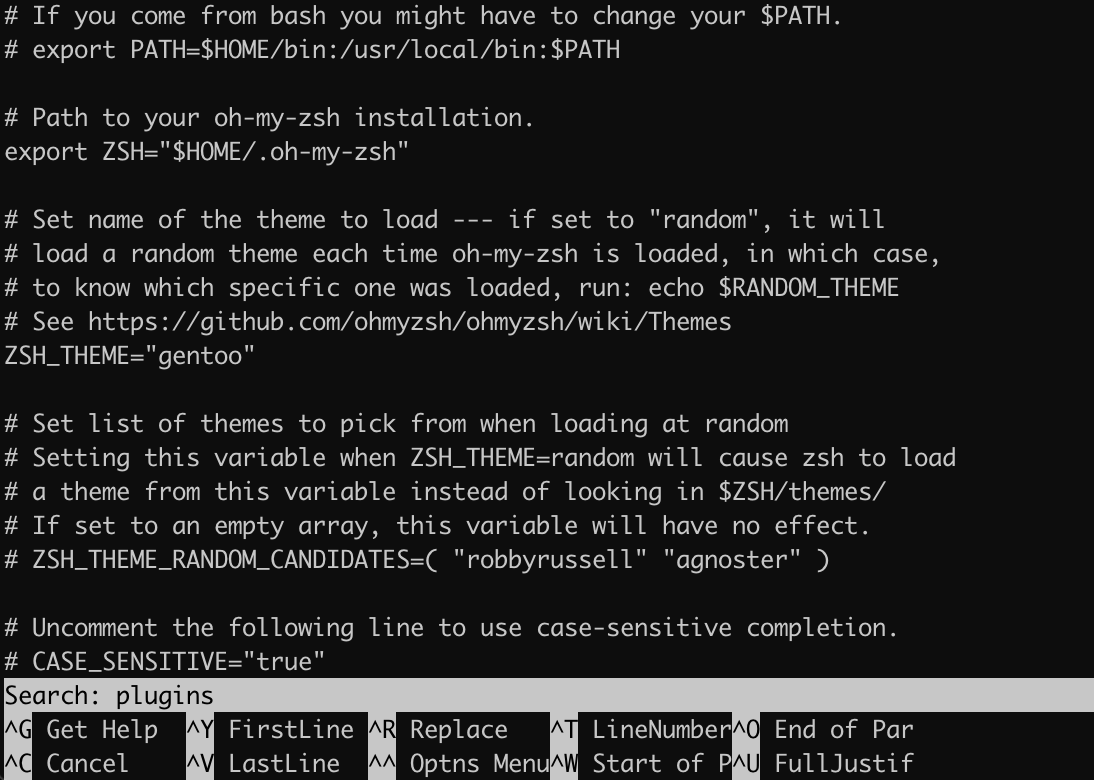 # If you come from bash you might have to change your $PATH.
# export PATH=$HOME/bin:/usr/local/bin:$PATH
# Path to your oh-my-zsh installation.
export ZSH="$HOME/.oh-my-zsh"
# Set name of the theme to load --- if set to "random", it will
# load a random theme each time oh-my-zsh is loaded, in which case,
# to know which specific one was loaded, run: echo $RANDOM_THEME
# See https://github.com/ohmyzsh/ohmyzsh/wiki/Themes
ZSH_THEME="gentoo"
# Set list of themes to pick from when loading at random
# Setting this variable when ZSH_THEME=random will cause zsh to load
# a theme from this variable instead of looking in $ZSH/themes/
# If set to an empty array, this variable will have no effect.
# ZSH_THEME_RANDOM_CANDIDATES=( "robbyrussell" "agnoster" )
# Uncomment the following line to use case-sensitive completion.
# CASE_SENSITIVE="true"
Search: plugins
^G Get Help ^Y FirstLine ^R Replace ^T LineNumber^O End of Par
^C Cancel ^V LastLine ^^ Optns Menu^W Start of P^U FullJustif